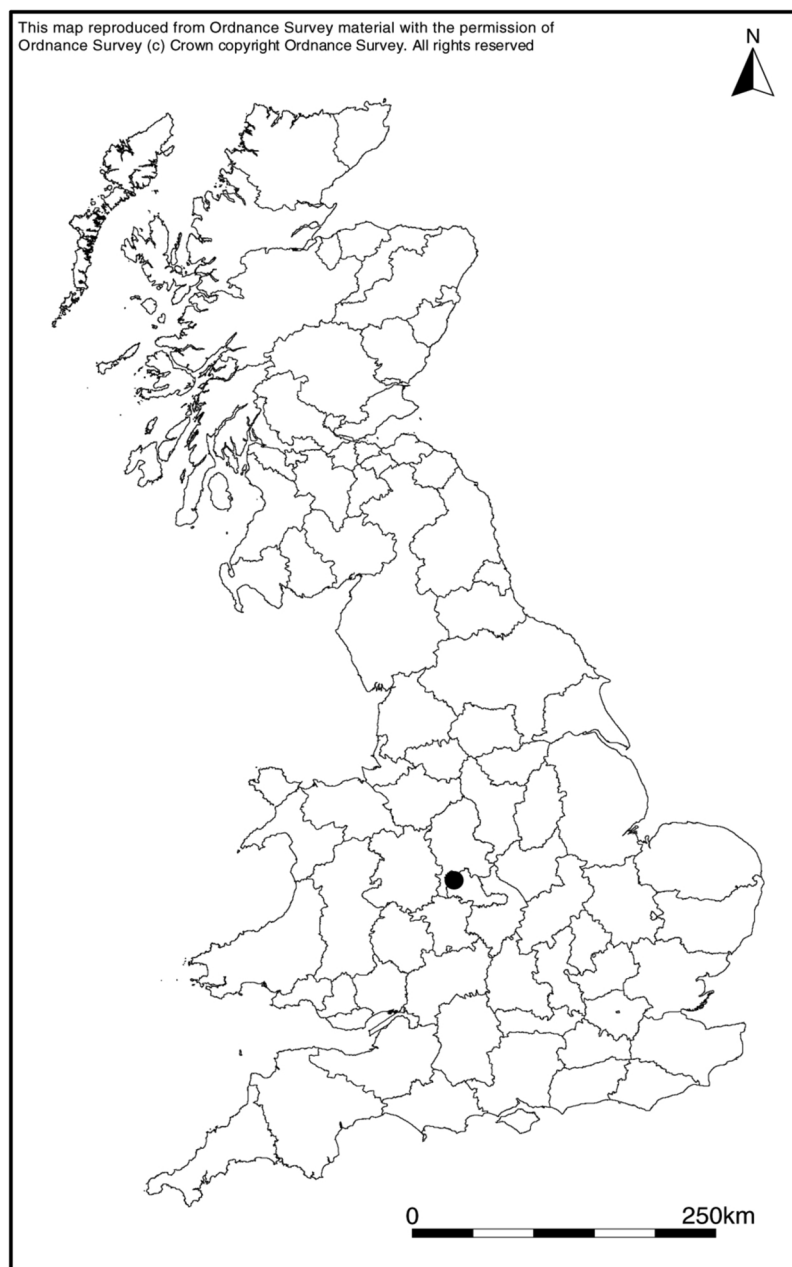 This map reproduced from Ordnance Survey material with the permission of
Ordnance Survey (c) Crown copyright Ordnance Survey. All rights reserved
N
0 250km